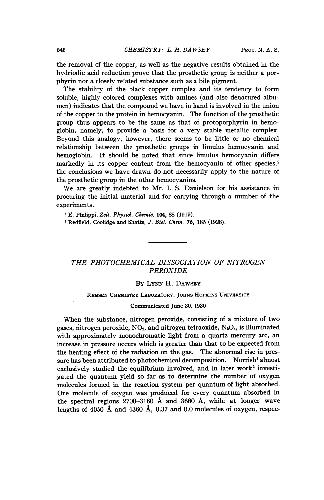 546 CHEMISTRY: L. H. DAWSEY PROC. N. A. S.
the removal of the copper, as well as the negative results obtained in the
hydriodic acid reduction prove that the prosthetic group is neither a por-
phyrin nor a closely related substance such as a bile pigment.
The stability of the black copper complex and its tendency to form
soluble, highly colored complexes with amines (and also denatured albu-
men) indicates that the compound we have in hand is involved in the union
of the copper to the protein in hemocyanin. The function of the prosthetic
group thus appears to be the same as that of protoporphyrin in hemo-
globin, namely, to provide a basis for a very stable metallic complex.
Beyond this analogy, however, there seems to be little or no chemical
relationship between the prosthetic groups in limulus hemocyanin and
hemoglobin. It should be noted that since limulus hemocyanin differs
markedly in its copper content from the hemocyanin of other species,²
the conclusions we have drawn do not necessarily apply to the nature of
the prosthetic group in the other hemocyanins.
We are greatly indebted to Mr. I. S. Danielson for his assistance in
procuring the initial material and for carrying through a number of the
experiments.
¹ E. Philippi, Zeit. Physiol. Chemie, 104, 88 (1919).
² Redfield, Coolidge and Shotts, J. Biol. Chem. 76, 185 (1928).
THE PHOTOCHEMICAL DISSOCIATION OF NITROGEN
PEROXIDE
BY LYNN H. DAWSEY
CHEMISTRY LABORATORY, JOHNS HOPKINS UNIVERSITY
Communicated June 30, 1930
When the substance, nitrogen peroxide, consisting of a mixture of two
gases, nitrogen peroxide, NO₂, and nitrogen tetroxide, N₂O₄, is illuminated
with approximately monochromatic light from a quartz mercury arc, an
increase in pressure occurs which is greater than that to be expected from
the heating effect of the radiation on the gas. The abnormal rise in pres-
sure has been attributed to photochemical decomposition. Norrish¹ almost
exclusively studied the equilibrium involved, and in later work² investi-
gated the quantum yield so far as to determine the number of oxygen
molecules formed in the reaction system per quantum of light absorbed.
One molecule of oxygen was produced for every quantum absorbed in
the spectral regions 2700–3160 Å and 3660 Å, while at longer wave
lengths of 4050 Å and 4360 Å, 0.37 and 0.0 molecules of oxygen, respec-